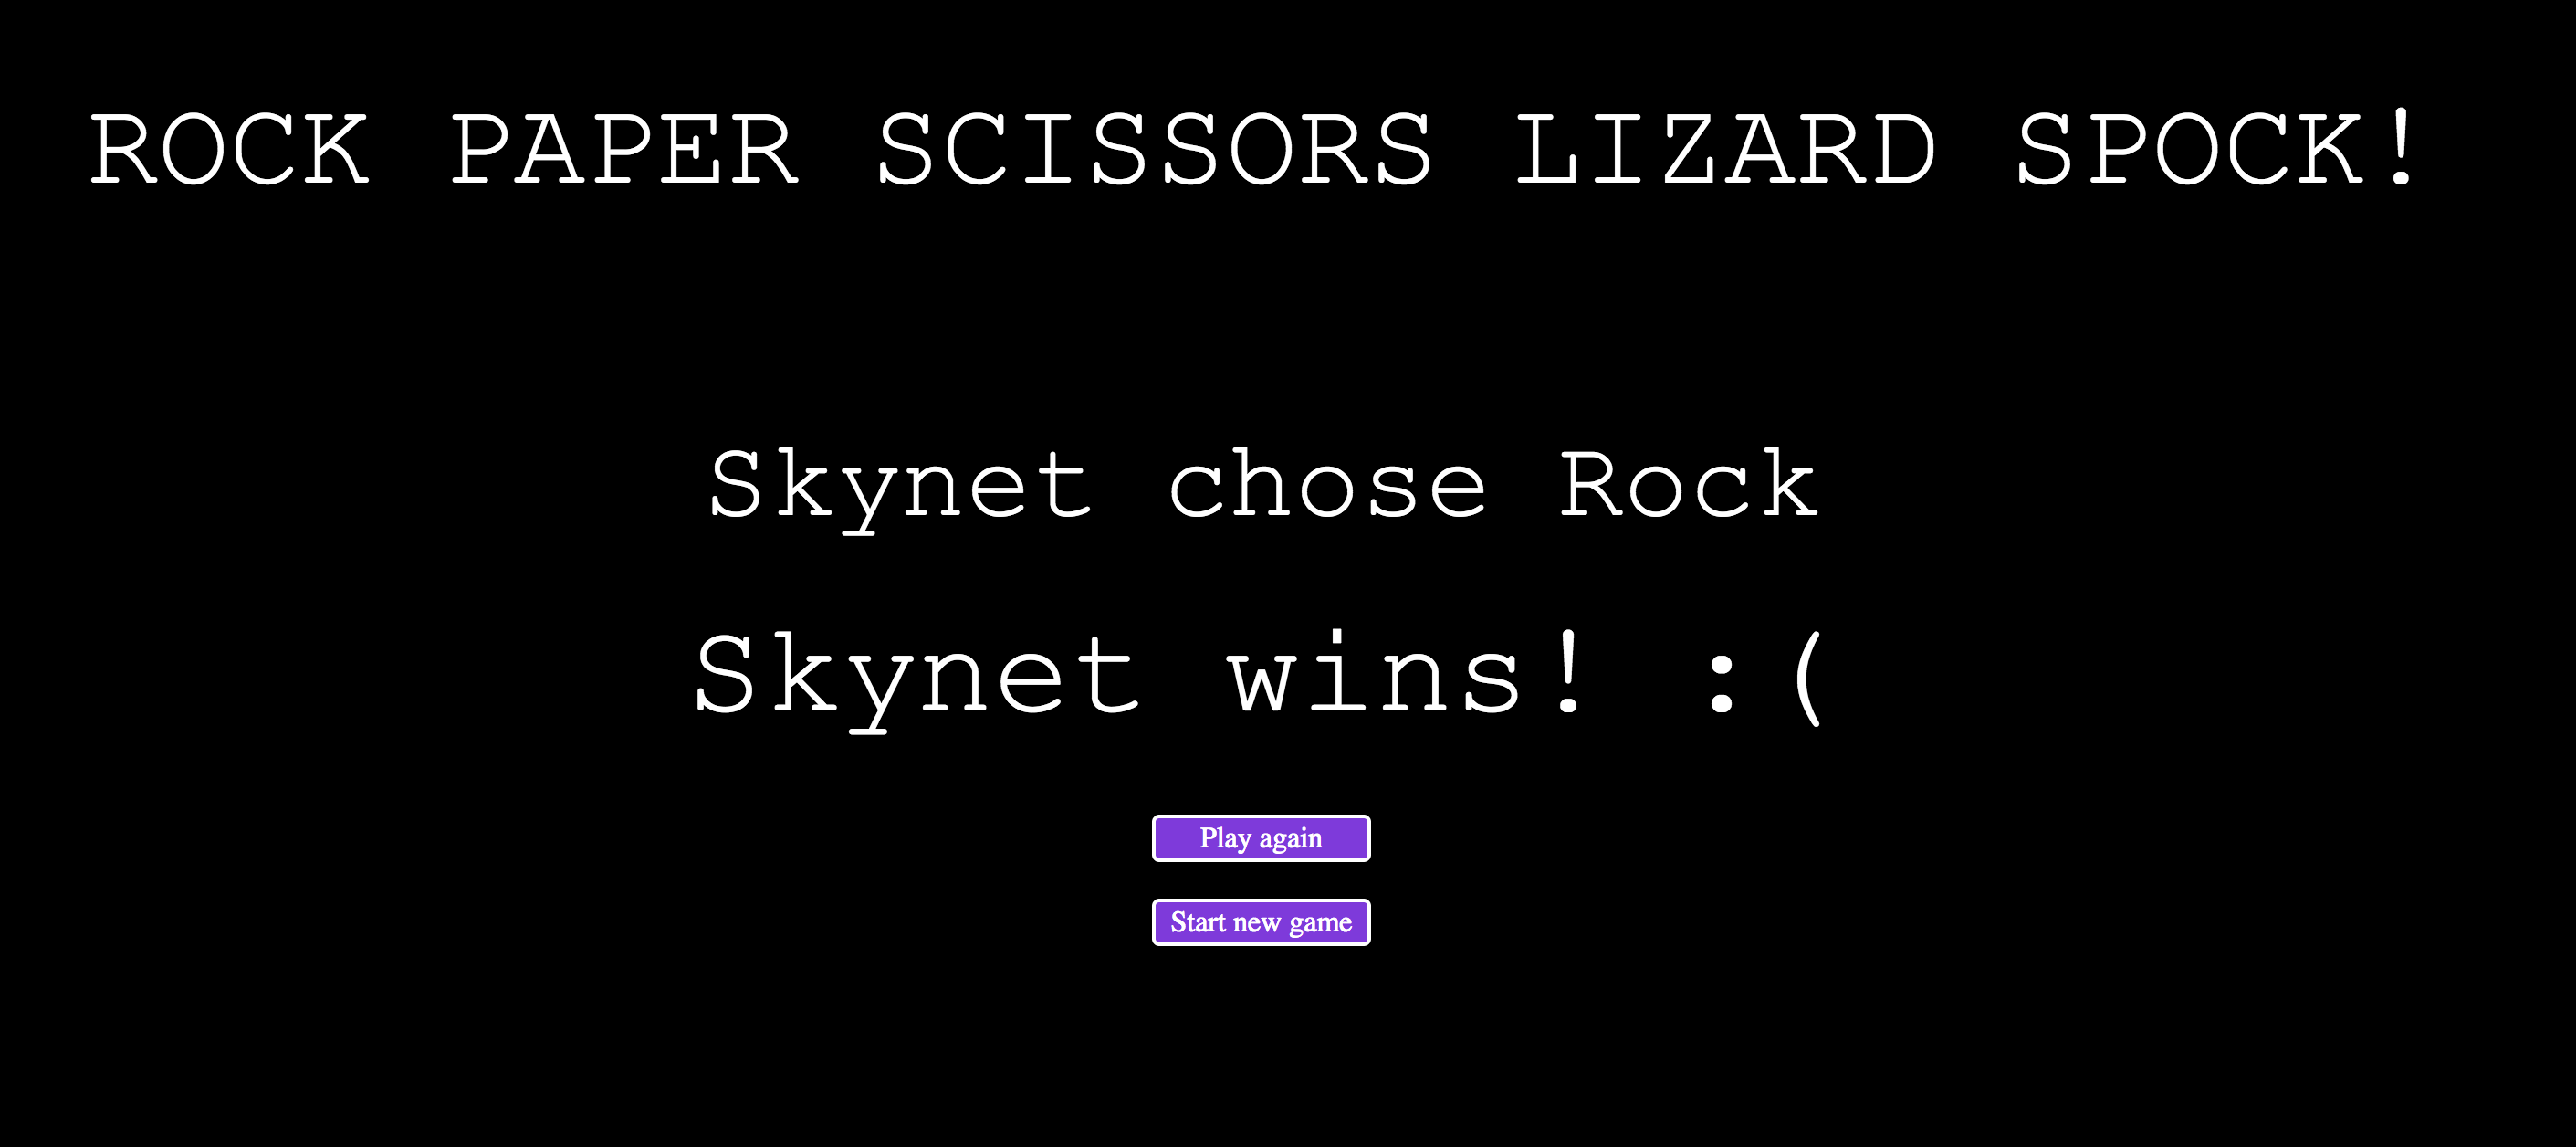 ROCK PAPER SCISSORS LIZARD SPOCK!
Skynet chose Rock
Skynet wins! :(
Play again
Start new game